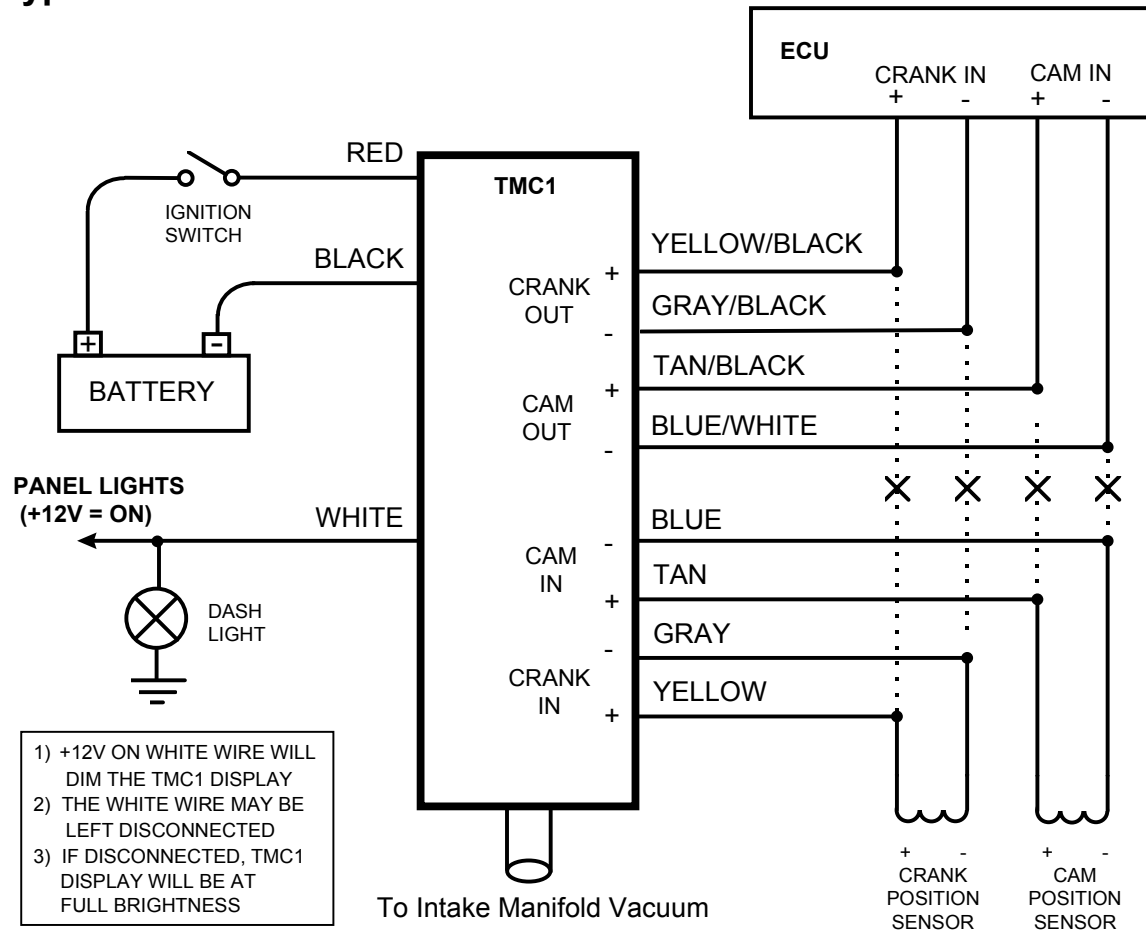 ECU
CRANK IN
CAM IN
+ - + -
RED
TMC1
IGNITION
SWITCH
BLACK
YELLOW/BLACK
CRANK
OUT
+
-
GRAY/BLACK
+ -
BATTERY
TAN/BLACK
CAM
OUT
+
-
BLUE/WHITE
PANEL LIGHTS
(+12V = ON)
WHITE
BLUE
CAM
IN
-
+
TAN
DASH
LIGHT
GRAY
CRANK
IN
-
+
YELLOW
1) +12V ON WHITE WIRE WILL
DIM THE TMC1 DISPLAY
2) THE WHITE WIRE MAY BE
LEFT DISCONNECTED
3) IF DISCONNECTED, TMC1
DISPLAY WILL BE AT
FULL BRIGHTNESS
To Intake Manifold Vacuum
+ -
CRANK
POSITION
SENSOR
+ -
CAM
POSITION
SENSOR